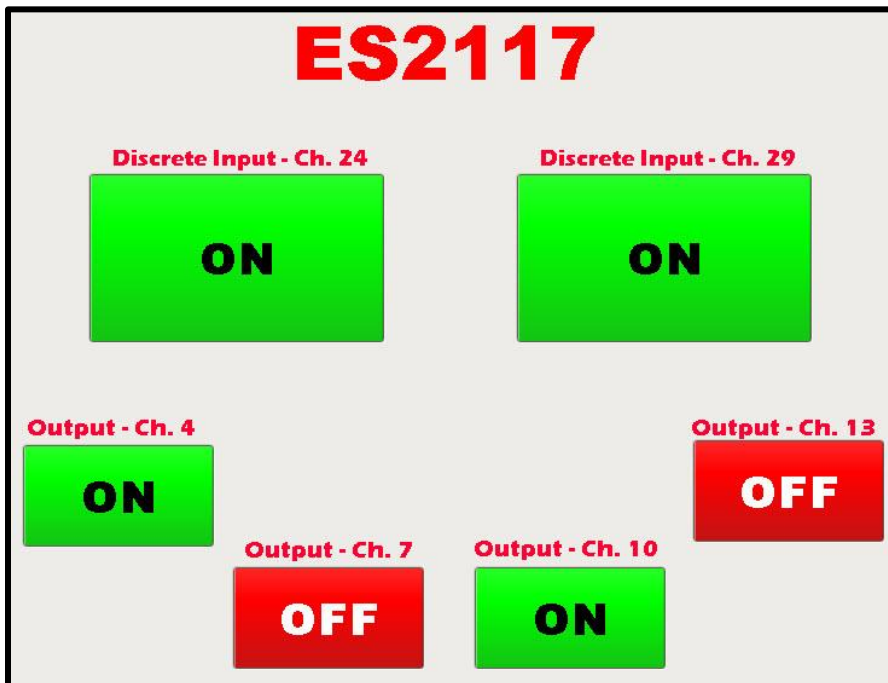 ES2117
Discrete Input - Ch. 24
ON
Discrete Input - Ch. 29
ON
Output - Ch. 4
ON
Output - Ch. 7
OFF
Output - Ch. 10
ON
Output - Ch. 13
OFF